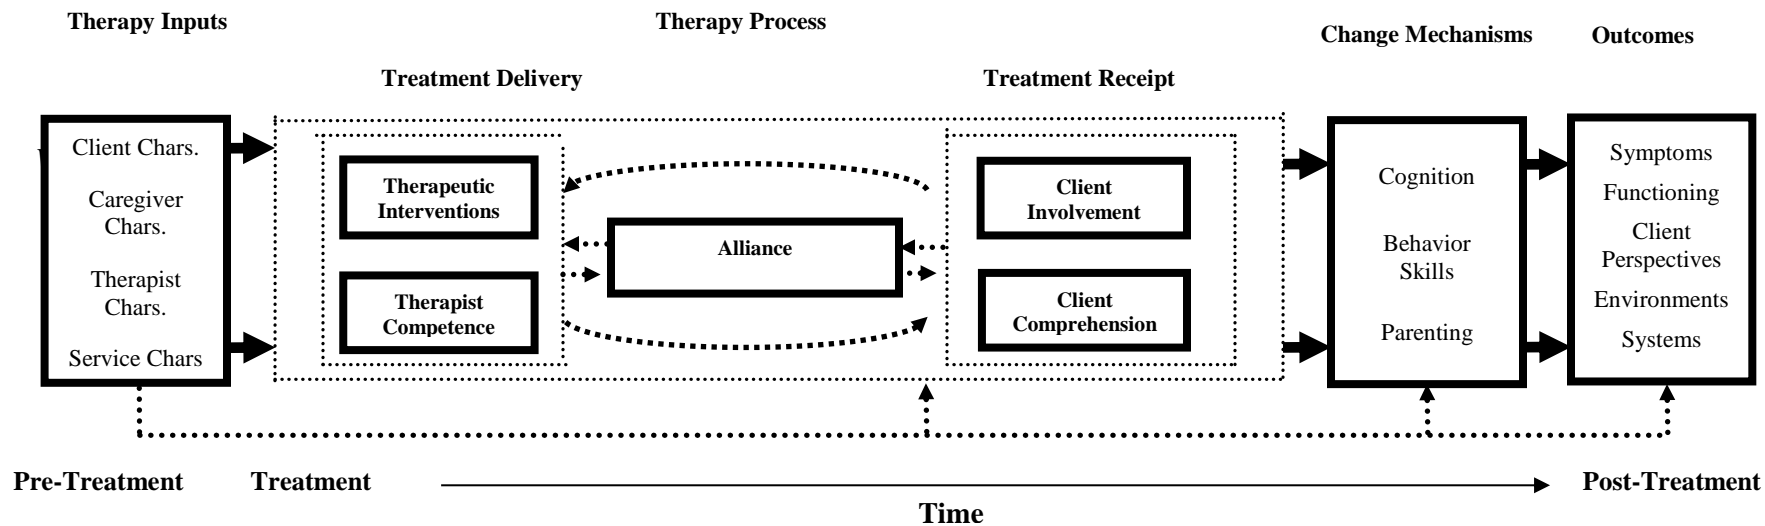 Therapy Inputs
Therapy Process
Change Mechanisms
Outcomes
Treatment Delivery
Treatment Receipt
Client Chars.
Caregiver
Chars.
Therapist
Chars.
Service Chars
Therapeutic
Interventions
Therapist
Competence
Alliance
Client
Involvement
Client
Comprehension
Cognition
Behavior
Skills
Parenting
Symptoms
Functioning
Client
Perspectives
Environments
Systems
Pre-Treatment
Treatment
Post-Treatment
Time